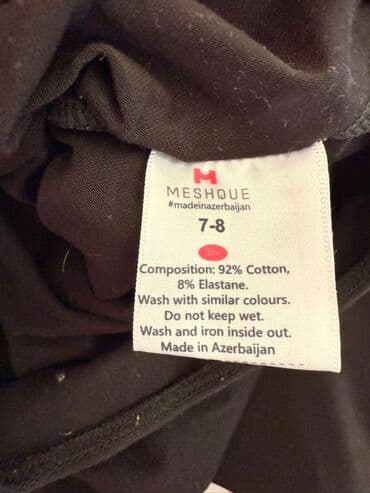 MESHQUE
#madeinazerbaijan
7-8
Composition: 92% Cotton,
8% Elastane.
Wash with similar colours.
Do not keep wet.
Wash and iron inside out.
Made in Azerbaijan